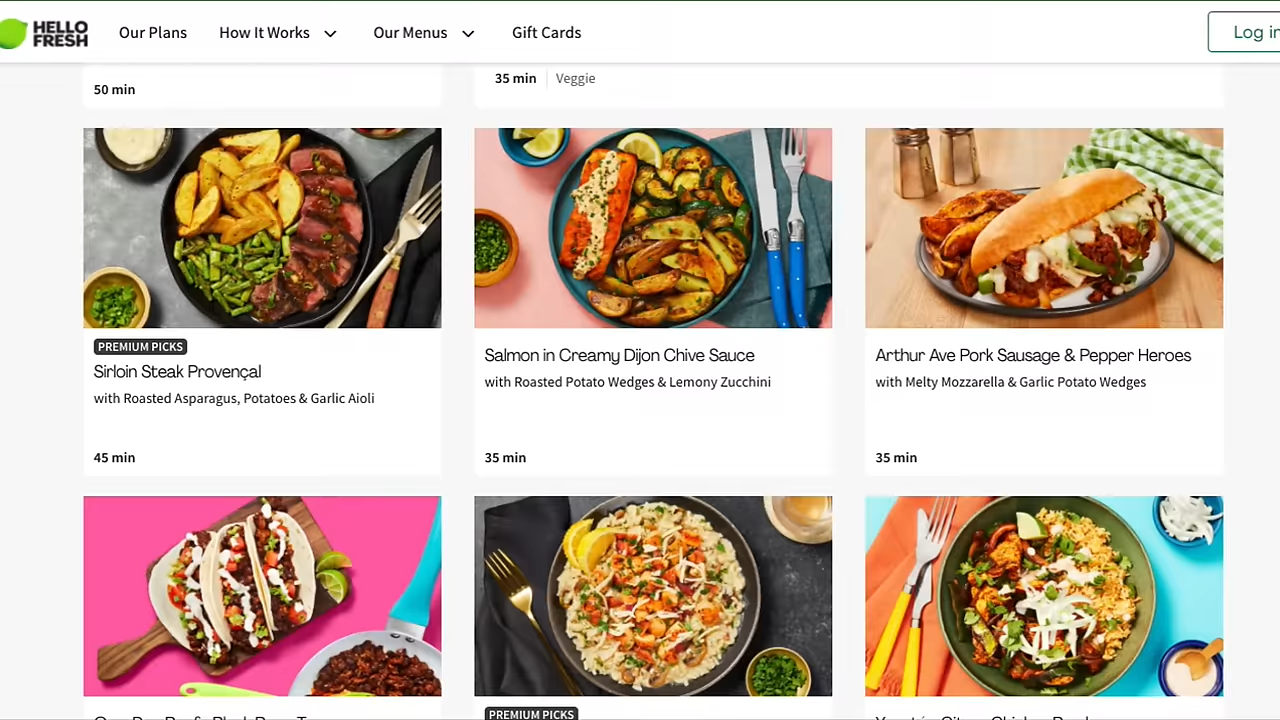 HELLO
FRESH
Our Plans
How It Works
Our Menus
Gift Cards
Log in
50 min
35 min
Veggie
PREMIUM PICKS
Sirloin Steak Provençal
with Roasted Asparagus, Potatoes & Garlic Aioli
45 min
Salmon in Creamy Dijon Chive Sauce
with Roasted Potato Wedges & Lemony Zucchini
35 min
Arthur Ave Pork Sausage & Pepper Heroes
with Melty Mozzarella & Garlic Potato Wedges
35 min
PREMIUM PICKS